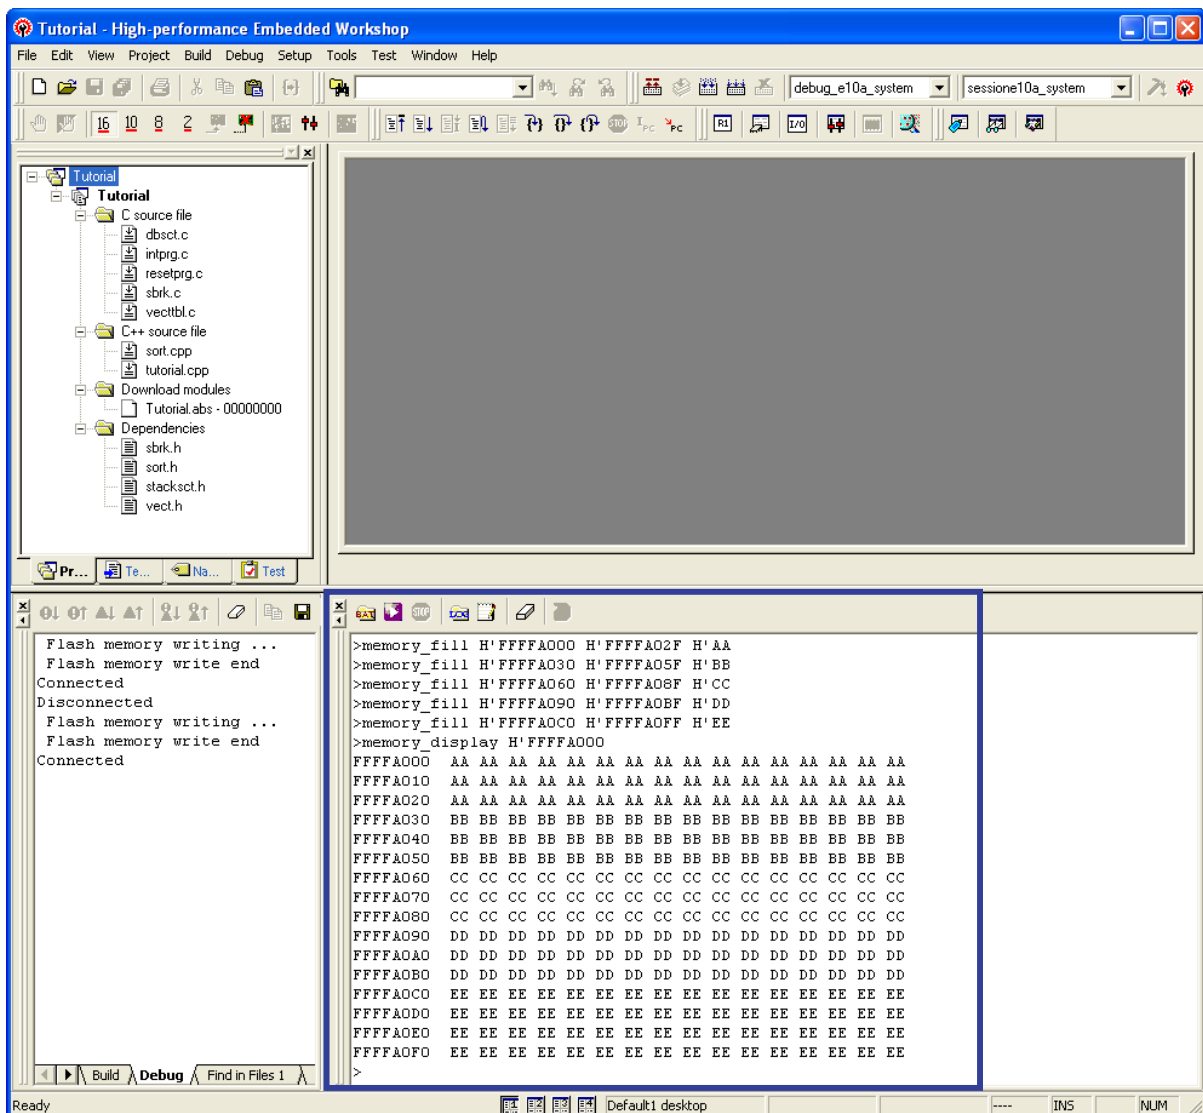 Tutorial - High-performance Embedded Workshop
File Edit View Project Build Debug Setup Tools Test Window Help
debug_e10a_system sessione10a_system
16 10 8 2 STOP PC PC R1 I/O
Tutorial
Tutorial
C source file
dbsct.c
intprg.c
resetprg.c
sbrk.c
vecttbl.c
C++ source file
sort.cpp
tutorial.cpp
Download modules
Tutorial.abs - 00000000
Dependencies
sbrk.h
sort.h
stacksct.h
vect.h
Pr... Te... Na... Test
Flash memory writing ...
Flash memory write end
Connected
Disconnected
Flash memory writing ...
Flash memory write end
Connected
Build Debug Find in Files 1
BAT STOP LOG
>memory_fill H'FFFFA000 H'FFFFA02F H'AA
>memory_fill H'FFFFA030 H'FFFFA05F H'BB
>memory_fill H'FFFFA060 H'FFFFA08F H'CC
>memory_fill H'FFFFA090 H'FFFFA0BF H'DD
>memory_fill H'FFFFA0C0 H'FFFFA0FF H'EE
>memory_display H'FFFFA000
FFFFA000 AA AA AA AA AA AA AA AA AA AA AA AA AA AA AA AA
FFFFA010 AA AA AA AA AA AA AA AA AA AA AA AA AA AA AA AA
FFFFA020 AA AA AA AA AA AA AA AA AA AA AA AA AA AA AA AA
FFFFA030 BB BB BB BB BB BB BB BB BB BB BB BB BB BB BB BB
FFFFA040 BB BB BB BB BB BB BB BB BB BB BB BB BB BB BB BB
FFFFA050 BB BB BB BB BB BB BB BB BB BB BB BB BB BB BB BB
FFFFA060 CC CC CC CC CC CC CC CC CC CC CC CC CC CC CC CC
FFFFA070 CC CC CC CC CC CC CC CC CC CC CC CC CC CC CC CC
FFFFA080 CC CC CC CC CC CC CC CC CC CC CC CC CC CC CC CC
FFFFA090 DD DD DD DD DD DD DD DD DD DD DD DD DD DD DD DD
FFFFA0A0 DD DD DD DD DD DD DD DD DD DD DD DD DD DD DD DD
FFFFA0B0 DD DD DD DD DD DD DD DD DD DD DD DD DD DD DD DD
FFFFA0C0 EE EE EE EE EE EE EE EE EE EE EE EE EE EE EE EE
FFFFA0D0 EE EE EE EE EE EE EE EE EE EE EE EE EE EE EE EE
FFFFA0E0 EE EE EE EE EE EE EE EE EE EE EE EE EE EE EE EE
FFFFA0F0 EE EE EE EE EE EE EE EE EE EE EE EE EE EE EE EE
>
Ready 1 2 3 4 Default1 desktop ---- INS NUM